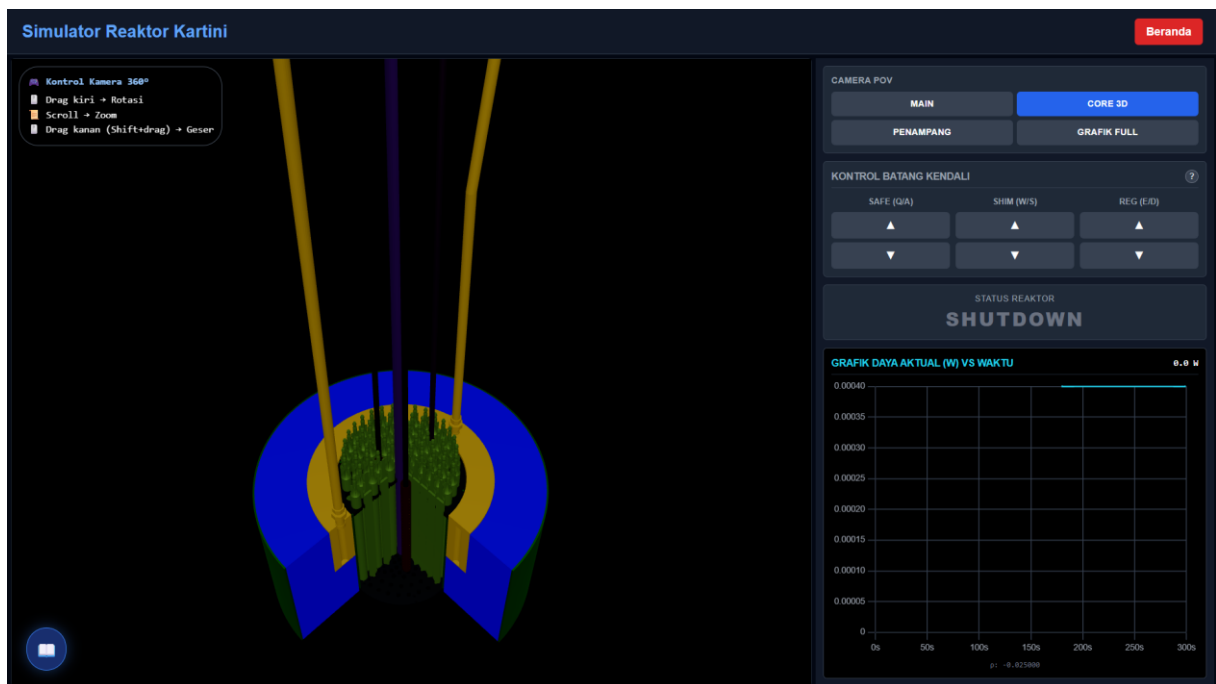 Simulator Reaktor Kartini
Beranda
Kontrol Kamera 360°
Drag kiri → Rotasi
Scroll → Zoom
Drag kanan (Shift+drag) → Geser
CAMERA POV
MAIN
CORE 3D
PENAMPANG
GRAFIK FULL
KONTROL BATANG KENDALI
?
SAFE (Q/A)
SHIM (W/S)
REG (E/D)
▲ ▲ ▲
▼ ▼ ▼
STATUS REAKTOR
SHUTDOWN
GRAFIK DAYA AKTUAL (W) VS WAKTU
0.0 W
0.00040
0.00035
0.00030
0.00025
0.00020
0.00015
0.00010
0.00005
0
0s 50s 100s 150s 200s 250s 300s
ρ: -0.025000